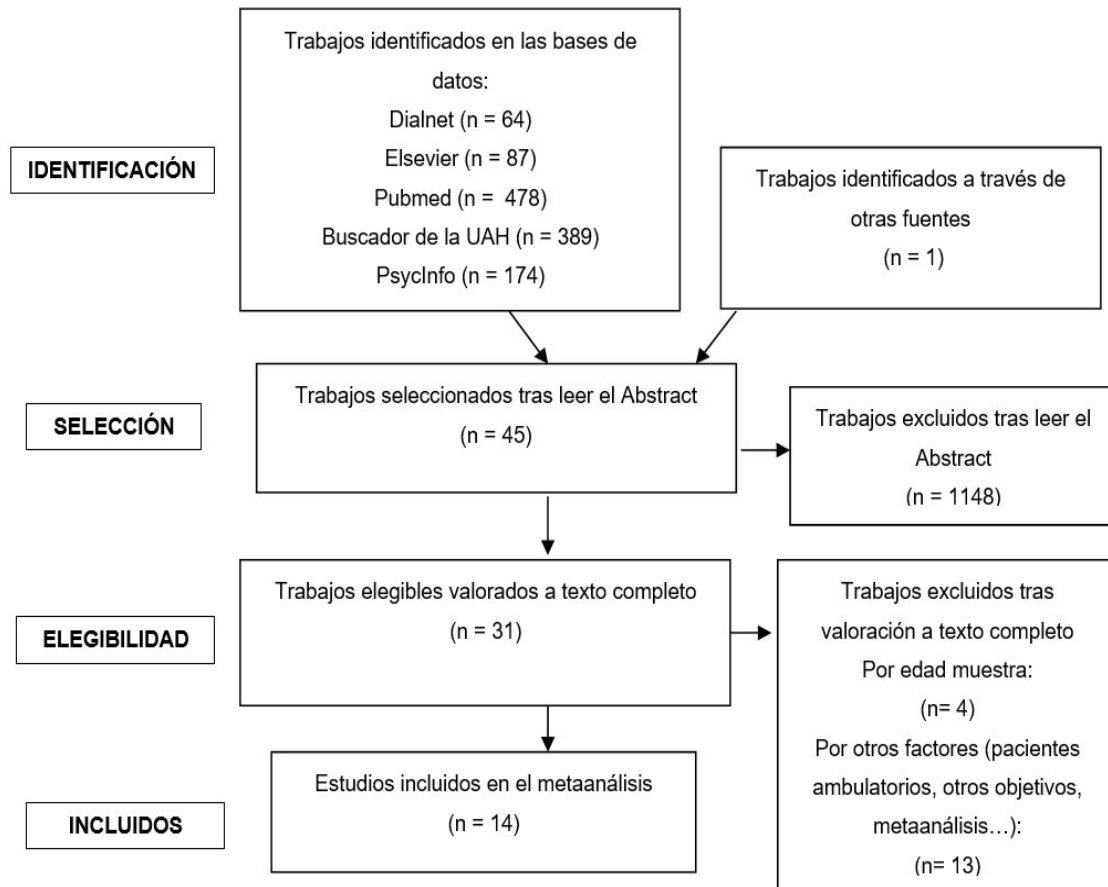 IDENTIFICACIÓN
Trabajos identificados en las bases de
datos:
Dialnet (n = 64)
Elsevier (n = 87)
Pubmed (n = 478)
Buscador de la UAH (n = 389)
PsycInfo (n = 174)
Trabajos identificados a través de
otras fuentes
(n = 1)
SELECCIÓN
Trabajos seleccionados tras leer el Abstract
(n = 45)
Trabajos excluidos tras leer el
Abstract
(n = 1148)
ELEGIBILIDAD
Trabajos elegibles valorados a texto completo
(n = 31)
Trabajos excluidos tras
valoración a texto completo
Por edad muestra:
(n= 4)
Por otros factores (pacientes
ambulatorios, otros objetivos,
metaanálisis…):
(n= 13)
INCLUIDOS
Estudios incluidos en el metaanálisis
(n = 14)